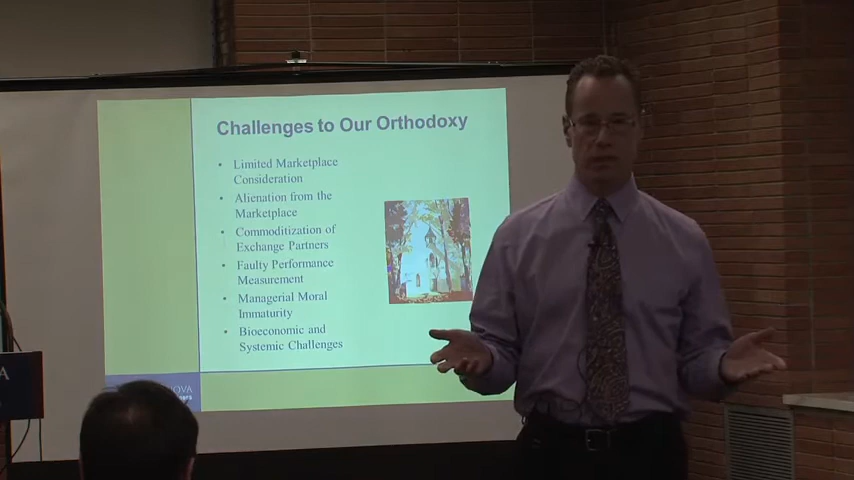 Challenges to Our Orthodoxy
• Limited Marketplace
Consideration
• Alienation from the
Marketplace
• Commoditization of
Exchange Partners
• Faulty Performance
Measurement
• Managerial Moral
Immaturity
• Bioeconomic and
Systemic Challenges